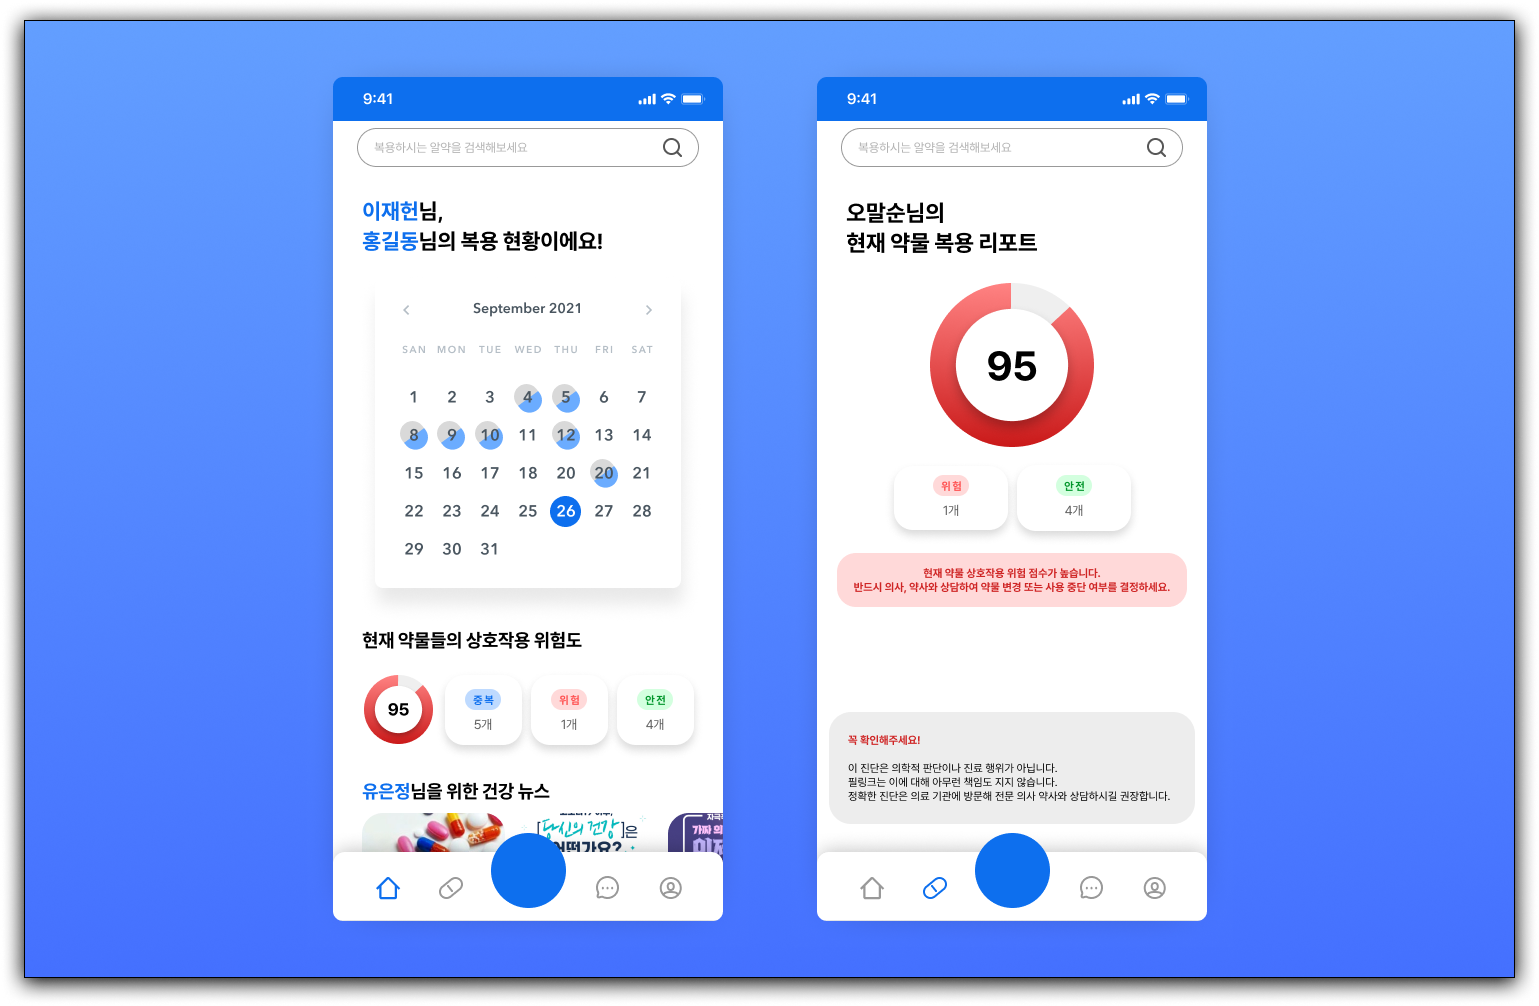 9:41
복용하시는 알약을 검색해보세요
이재헌님,
홍길동님의 복용 현황이에요!
September 2021
SAN MON TUE WED THU FRI SAT
1 2 3 4 5 6 7
8 9 10 11 12 13 14
15 16 17 18 20 20 21
22 23 24 25 26 27 28
29 30 31
현재 약물들의 상호작용 위험도
95
중복
5개
위험
1개
안전
4개
유은정님을 위한 건강 뉴스
[당신의 건강]은
어떤가요?
가짜 의
9:41
복용하시는 알약을 검색해보세요
오말순님의
현재 약물 복용 리포트
95
위험
1개
안전
4개
현재 약물 상호작용 위험 점수가 높습니다.
반드시 의사, 약사와 상담하여 약물 변경 또는 사용 중단 여부를 결정하세요.
꼭 확인해주세요!
이 진단은 의학적 판단이나 진료 행위가 아닙니다.
필링크는 이에 대해 아무런 책임도 지지 않습니다.
정확한 진단은 의료 기관에 방문해 전문 의사 약사와 상담하시길 권장합니다.